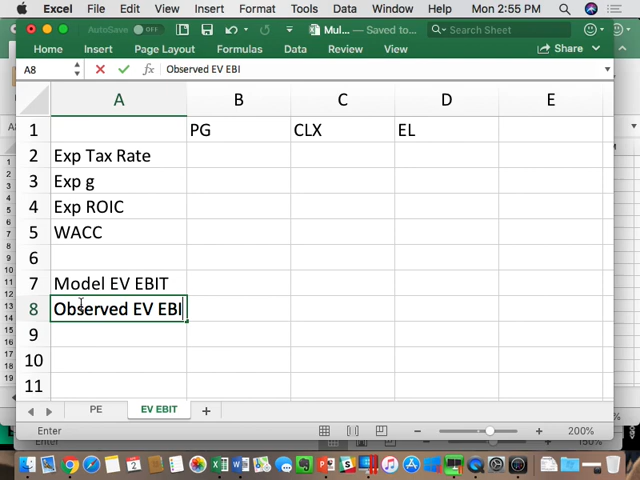 Excel File Edit View Insert Format Tools Data Window Help Mon 2:55 PM
AutoSave OFF Mul... — Saved to... Search Sheet
Home Insert Page Layout Formulas Data Review View Share
A8 fx Observed EV EBI
A B C D E
1 PG CLX EL
2 Exp Tax Rate
3 Exp g
4 Exp ROIC
5 WACC
6
7 Model EV EBIT
8 Observed EV EBI
9
10
11
PE EV EBIT +
Enter 200%
Enter 150%